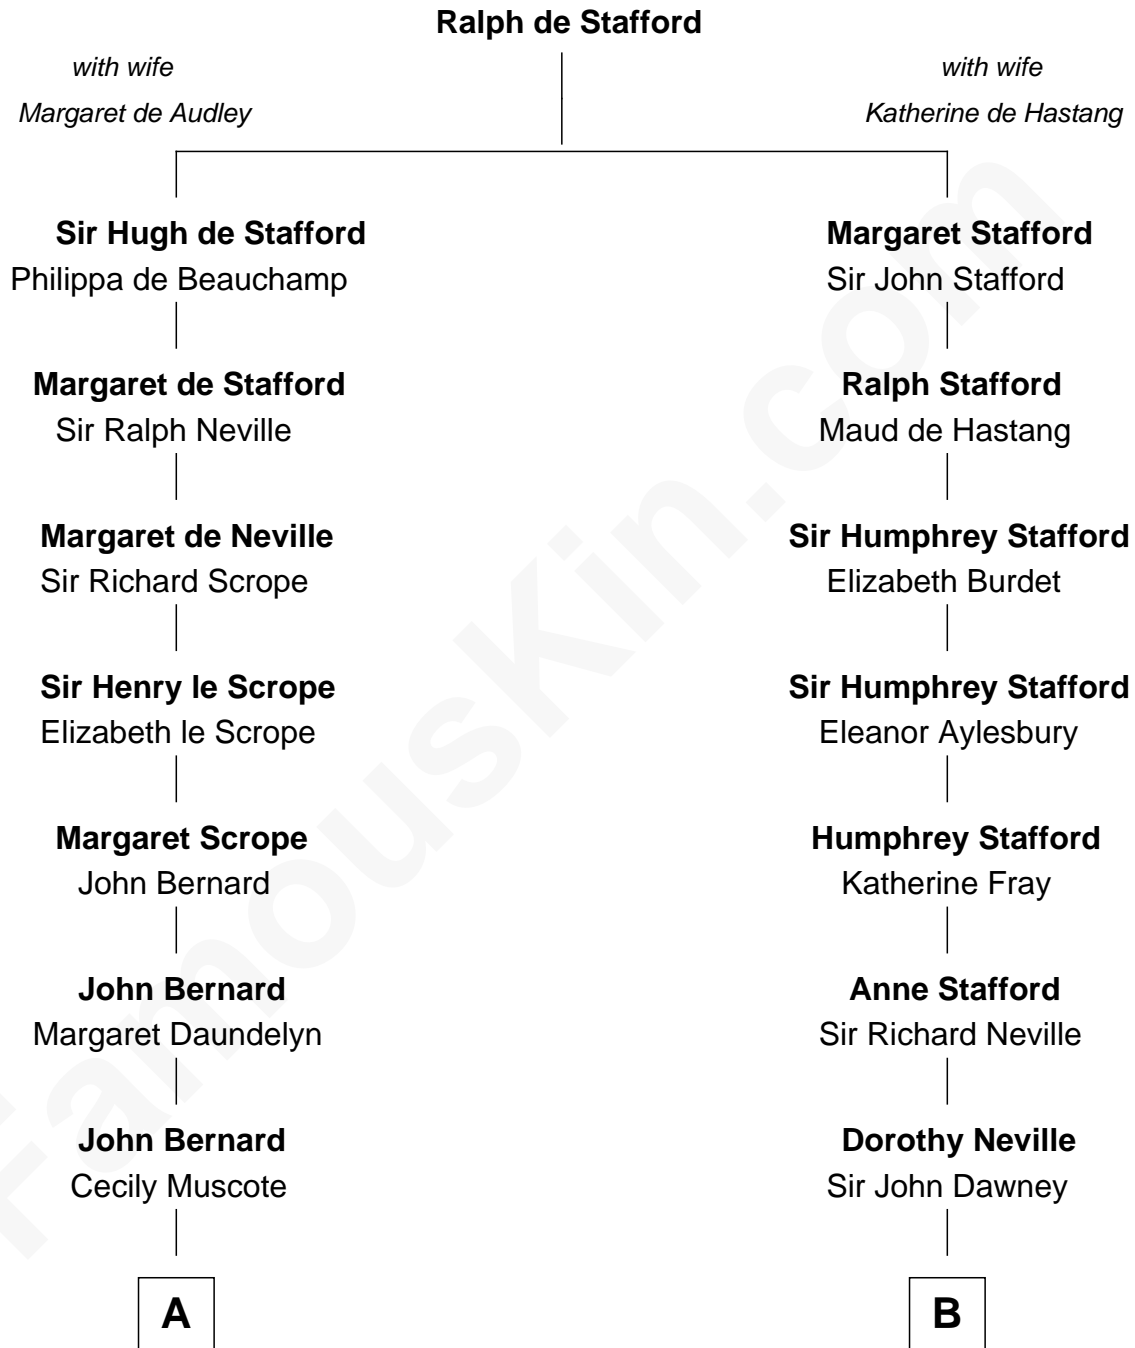 Ralph de Stafford
with wife
Margaret de Audley
with wife
Katherine de Hastang
Sir Hugh de Stafford
Philippa de Beauchamp
Margaret Stafford
Sir John Stafford
Margaret de Stafford
Sir Ralph Neville
Ralph Stafford
Maud de Hastang
Margaret de Neville
Sir Richard Scrope
Sir Humphrey Stafford
Elizabeth Burdet
Sir Henry le Scrope
Elizabeth le Scrope
Sir Humphrey Stafford
Eleanor Aylesbury
Margaret Scrope
John Bernard
Humphrey Stafford
Katherine Fray
John Bernard
Margaret Daundelyn
Anne Stafford
Sir Richard Neville
John Bernard
Cecily Muscote
Dorothy Neville
Sir John Dawney
A
B
FamousKin.com